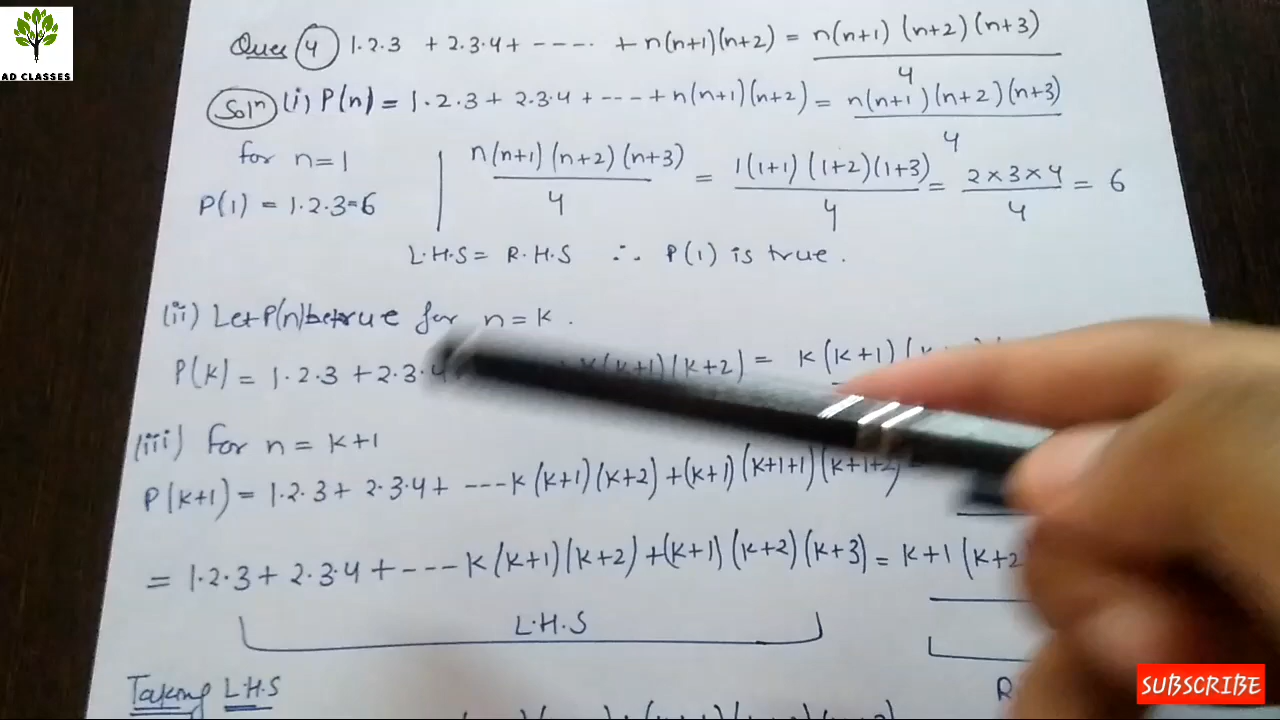 AD CLASSES
Ques 4 1·2·3 + 2·3·4 + ----- + n(n+1)(n+2) = n(n+1)(n+2)(n+3)/4
Solⁿ (i) P(n) = 1·2·3 + 2·3·4 + ---- + n(n+1)(n+2) = n(n+1)(n+2)(n+3)/4
for n=1 | n(n+1)(n+2)(n+3)/4 = 1(1+1)(1+2)(1+3)/4 = 2×3×4/4 = 6
P(1) = 1·2·3=6
L·H·S = R·H·S ∴ P(1) is true.
(ii) Let P(n) be true for n=k.
P(k) = 1·2·3 + 2·3·4 k(k+1)(k+2) = k(k+1)
(iii) For n = k+1
P(k+1) = 1·2·3 + 2·3·4 + ---k(k+1)(k+2) + (k+1)(k+1+1)(k+1+2)
= 1·2·3 + 2·3·4 + ---- k(k+1)(k+2) + (k+1)(k+2)(k+3) = k+1(k+2
L·H·S
Taking L·H·S
SUBSCRIBE